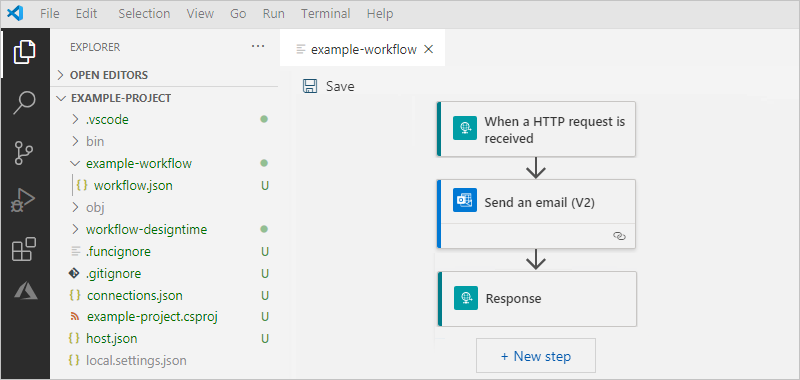 File Edit Selection View Go Run Terminal Help
EXPLORER
example-workflow
OPEN EDITORS
Save
EXAMPLE-PROJECT
.vscode
bin
example-workflow
workflow.json U
obj
workflow-designtime
.funcignore U
.gitignore U
connections.json U
example-project.csproj U
host.json U
local.settings.json
When a HTTP request is
received
Send an email (V2)
Response
+ New step